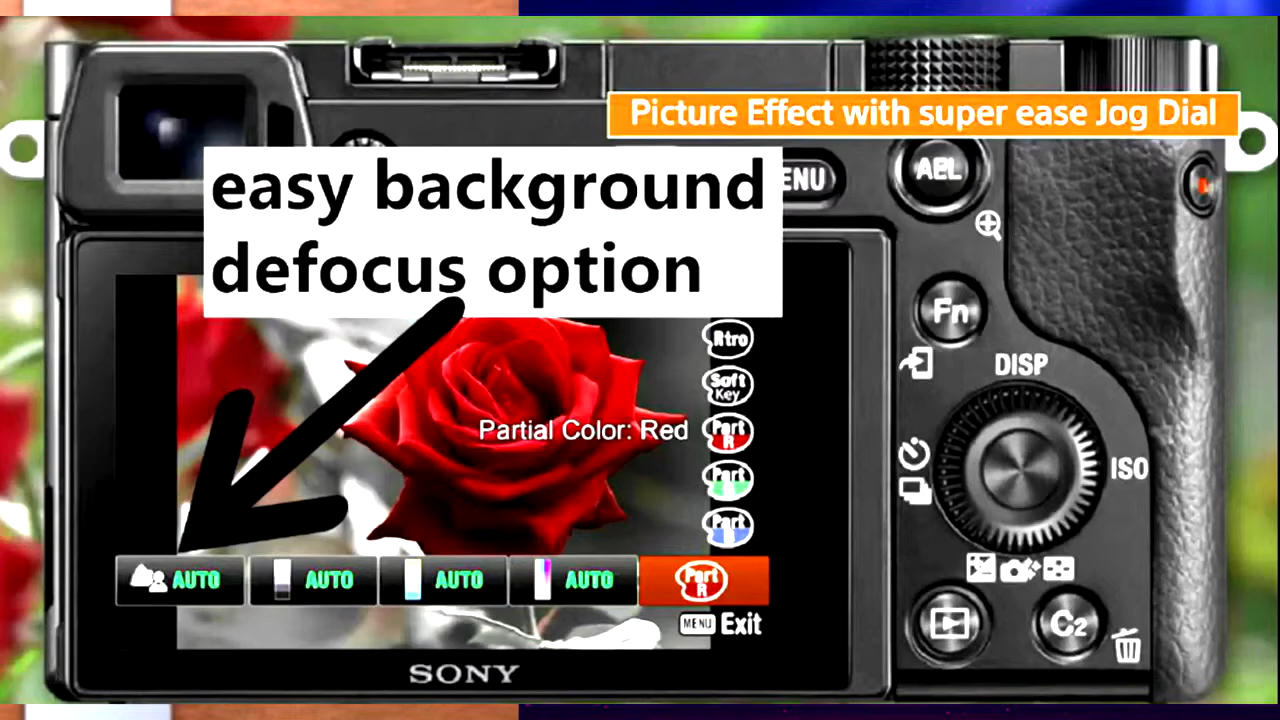 Picture Effect with super ease Jog Dial
easy background
defocus option
ENU
AEL
Fn
DISP
ISO
Rtro
Soft
Key
Partial Color: Red
Part
R
Part
Part
AUTO
AUTO
AUTO
AUTO
Part
R
MENU Exit
C2
SONY